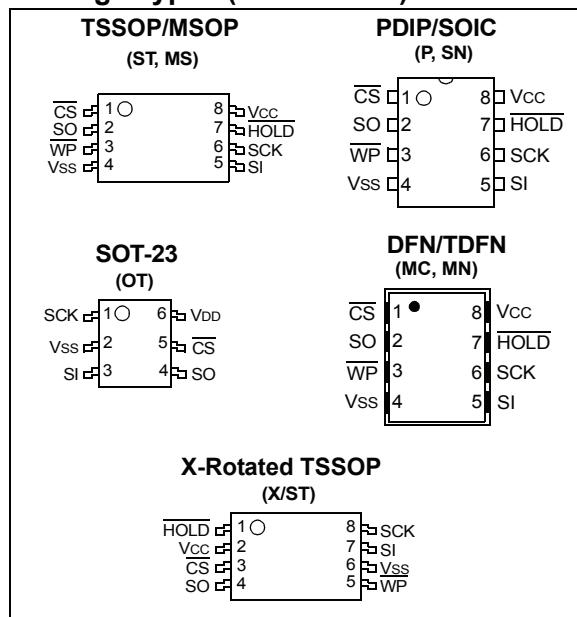 TSSOP/MSOP
(ST, MS)
CS 1 8 VCC
SO 2 7 HOLD
WP 3 6 SCK
VSS 4 5 SI
PDIP/SOIC
(P, SN)
CS 1 8 VCC
SO 2 7 HOLD
WP 3 6 SCK
VSS 4 5 SI
SOT-23
(OT)
SCK 1 6 VDD
VSS 2 5 CS
SI 3 4 SO
DFN/TDFN
(MC, MN)
CS 1 8 VCC
SO 2 7 HOLD
WP 3 6 SCK
VSS 4 5 SI
X-Rotated TSSOP
(X/ST)
HOLD 1 8 SCK
VCC 2 7 SI
CS 3 6 VSS
SO 4 5 WP